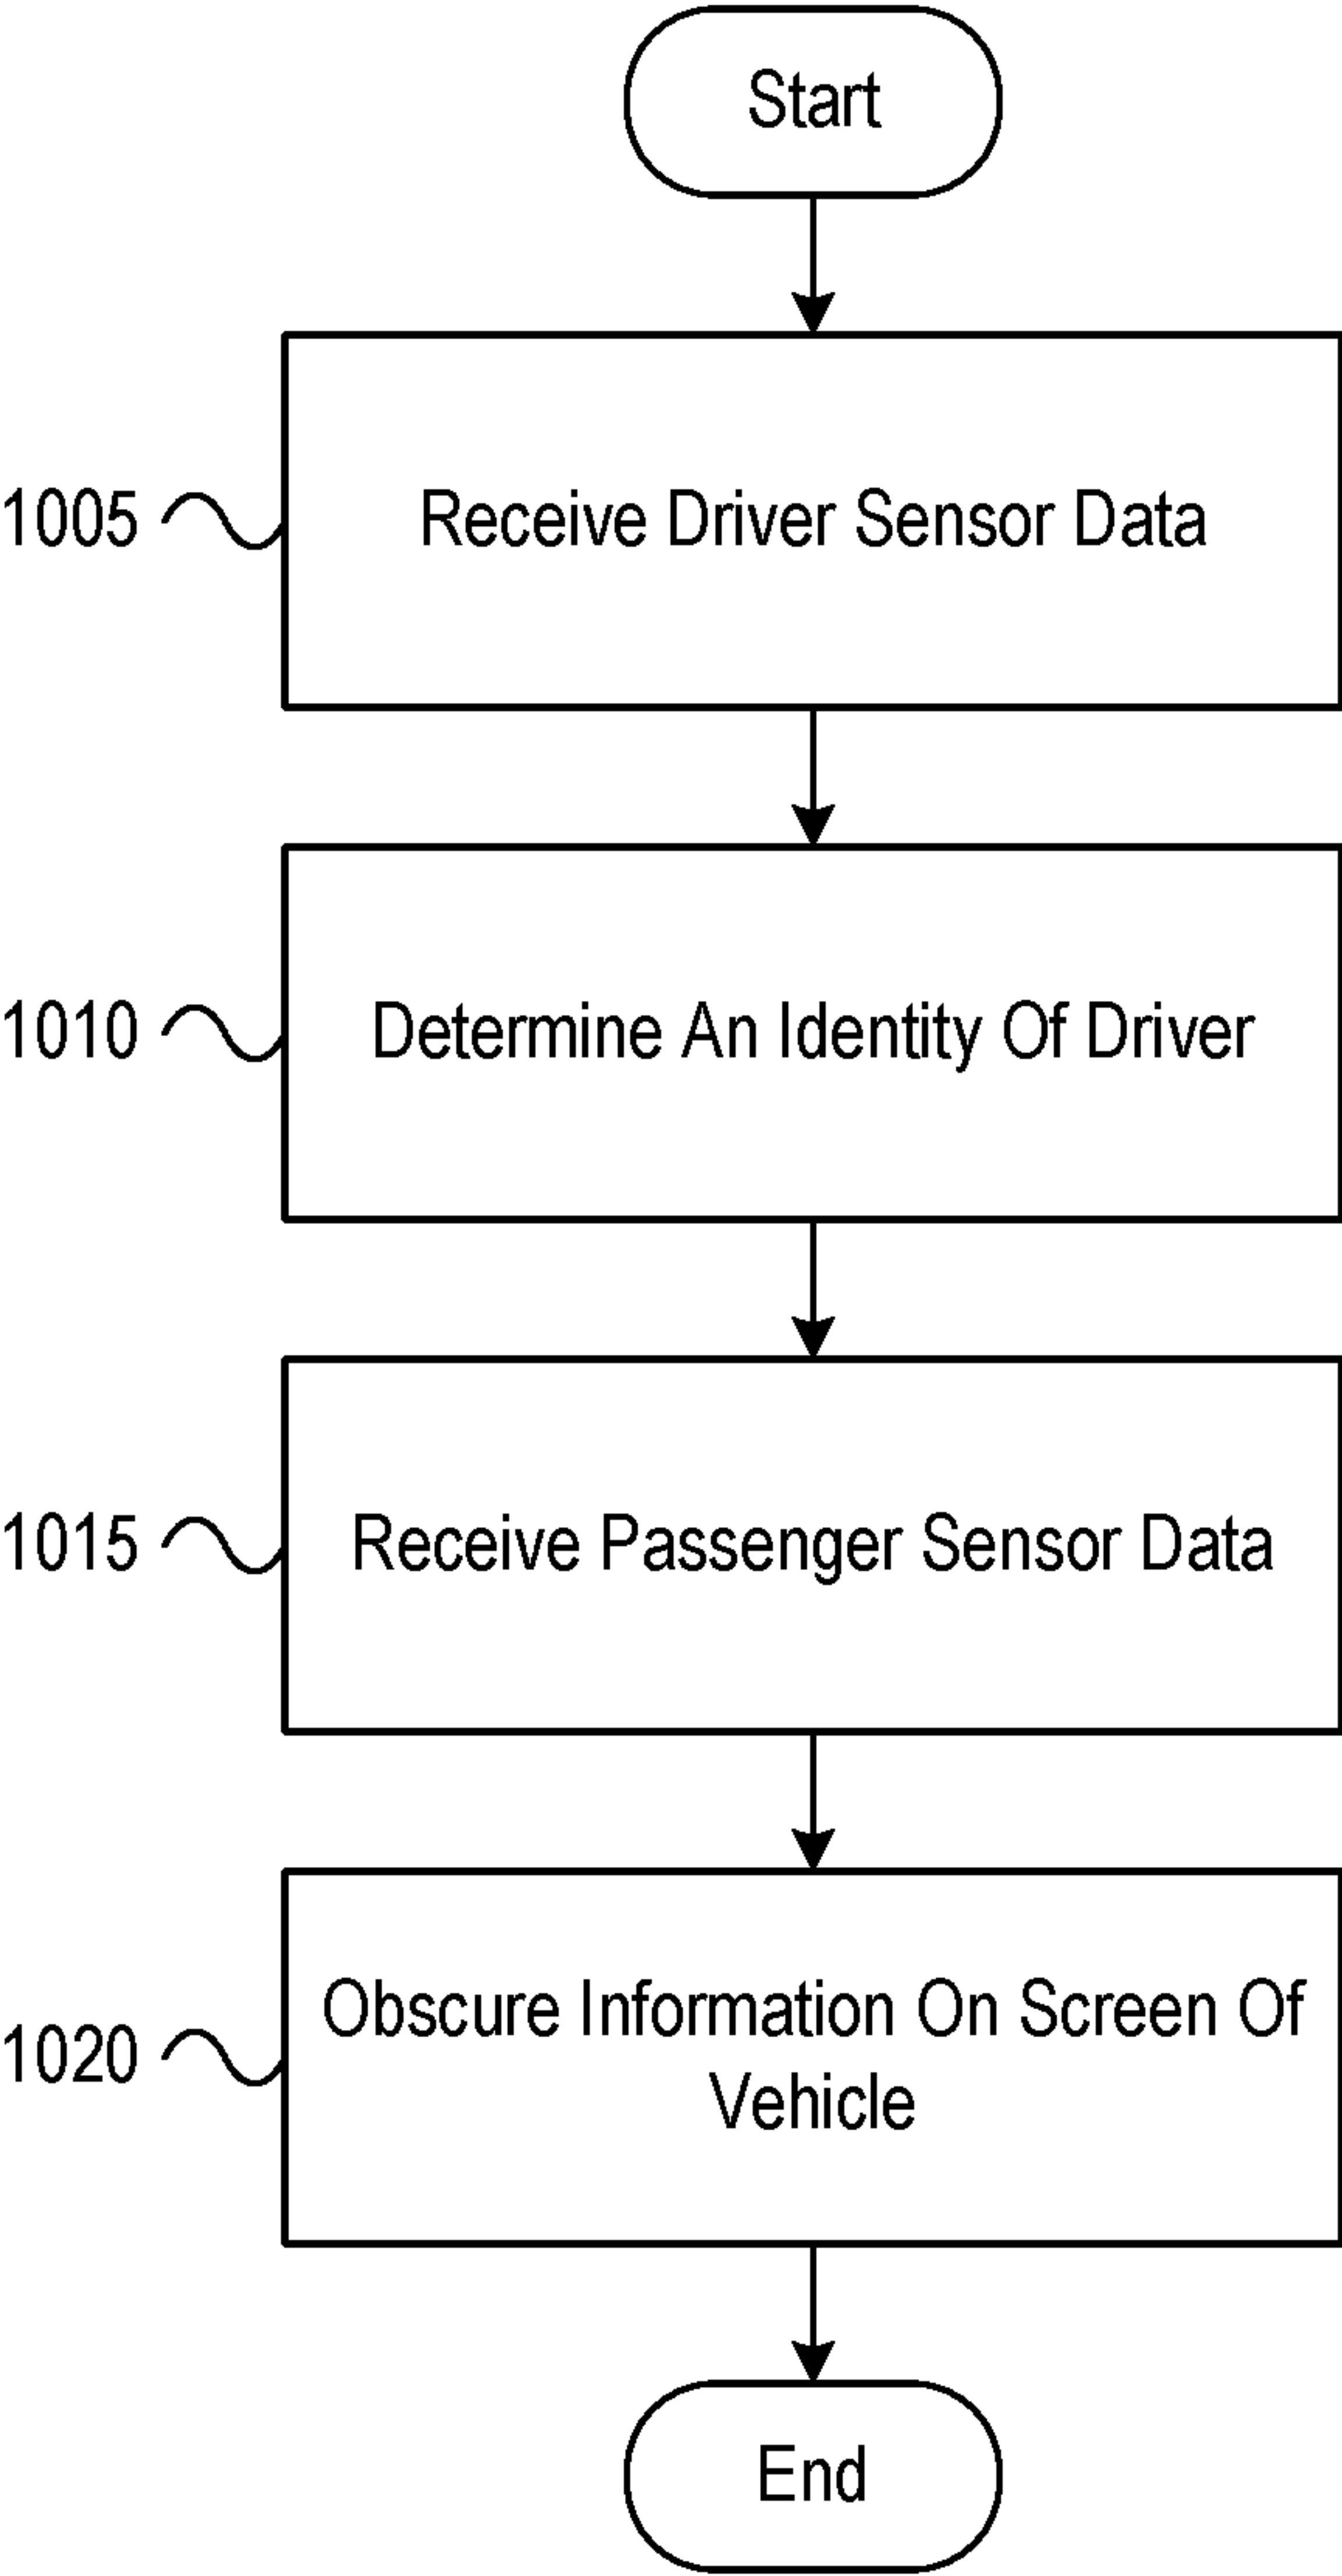 Start
1005
Receive Driver Sensor Data
1010
Determine An Identity Of Driver
1015
Receive Passenger Sensor Data
1020
Obscure Information On Screen Of
Vehicle
End